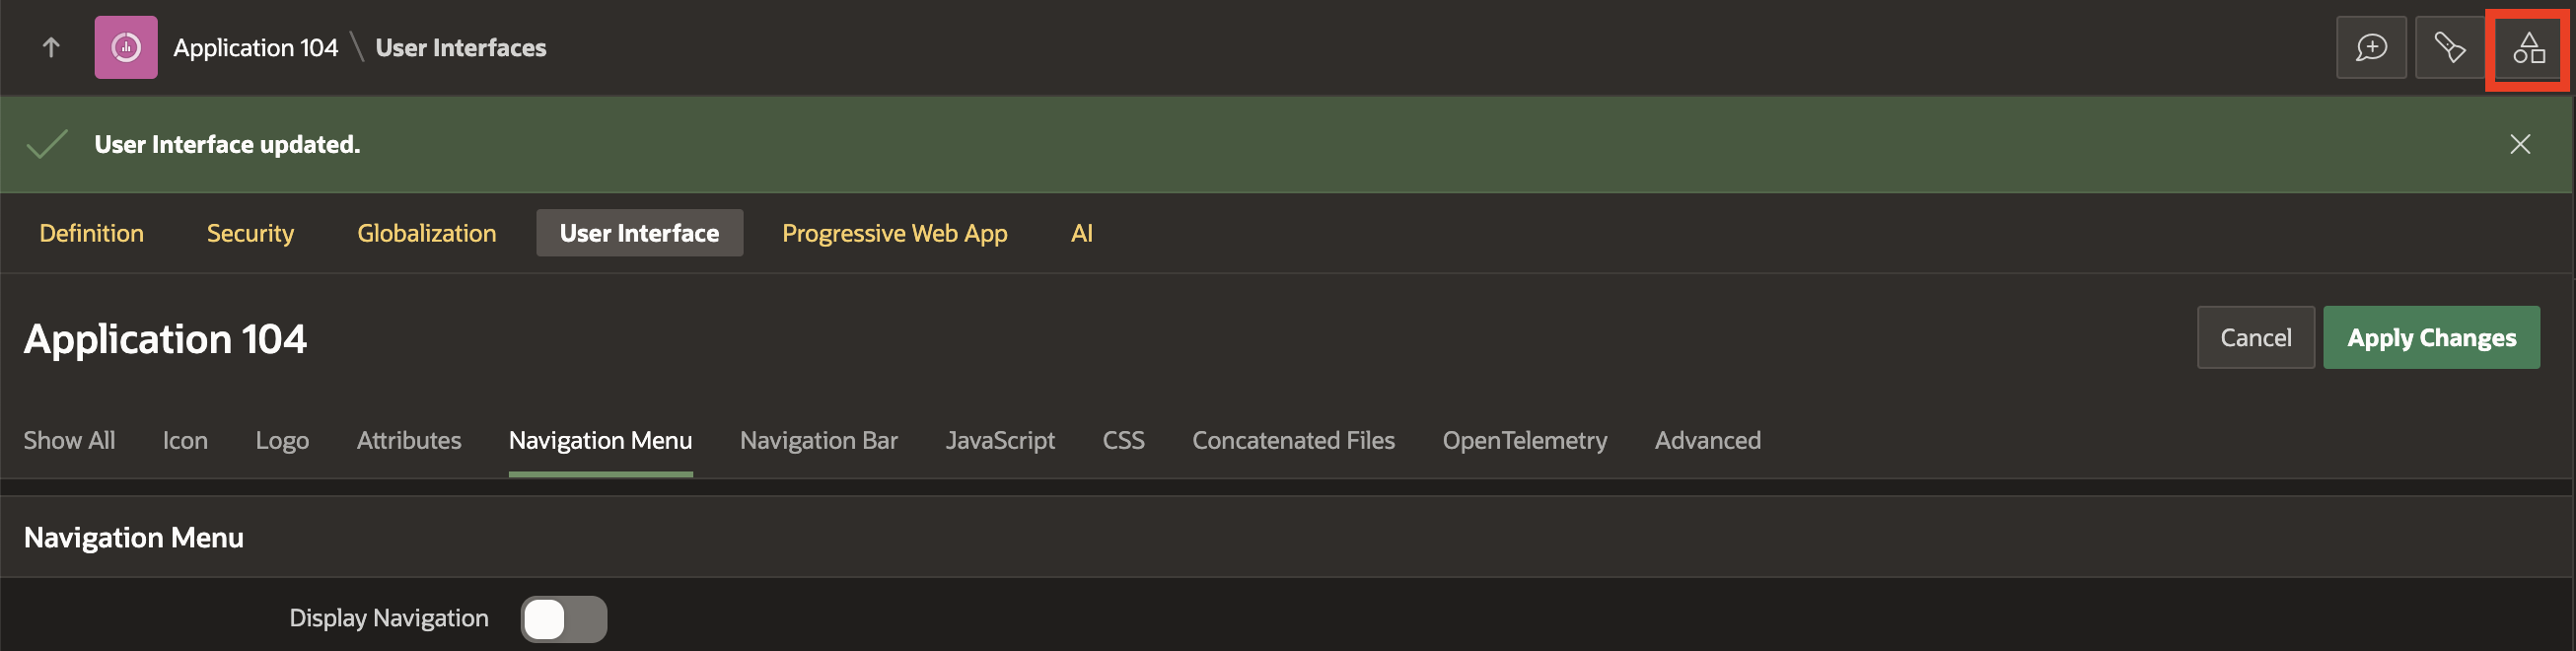 Application 104 \ User Interfaces
User Interface updated.
Definition Security Globalization User Interface Progressive Web App AI
Application 104
Cancel Apply Changes
Show All Icon Logo Attributes Navigation Menu Navigation Bar JavaScript CSS Concatenated Files OpenTelemetry Advanced
Navigation Menu
Display Navigation